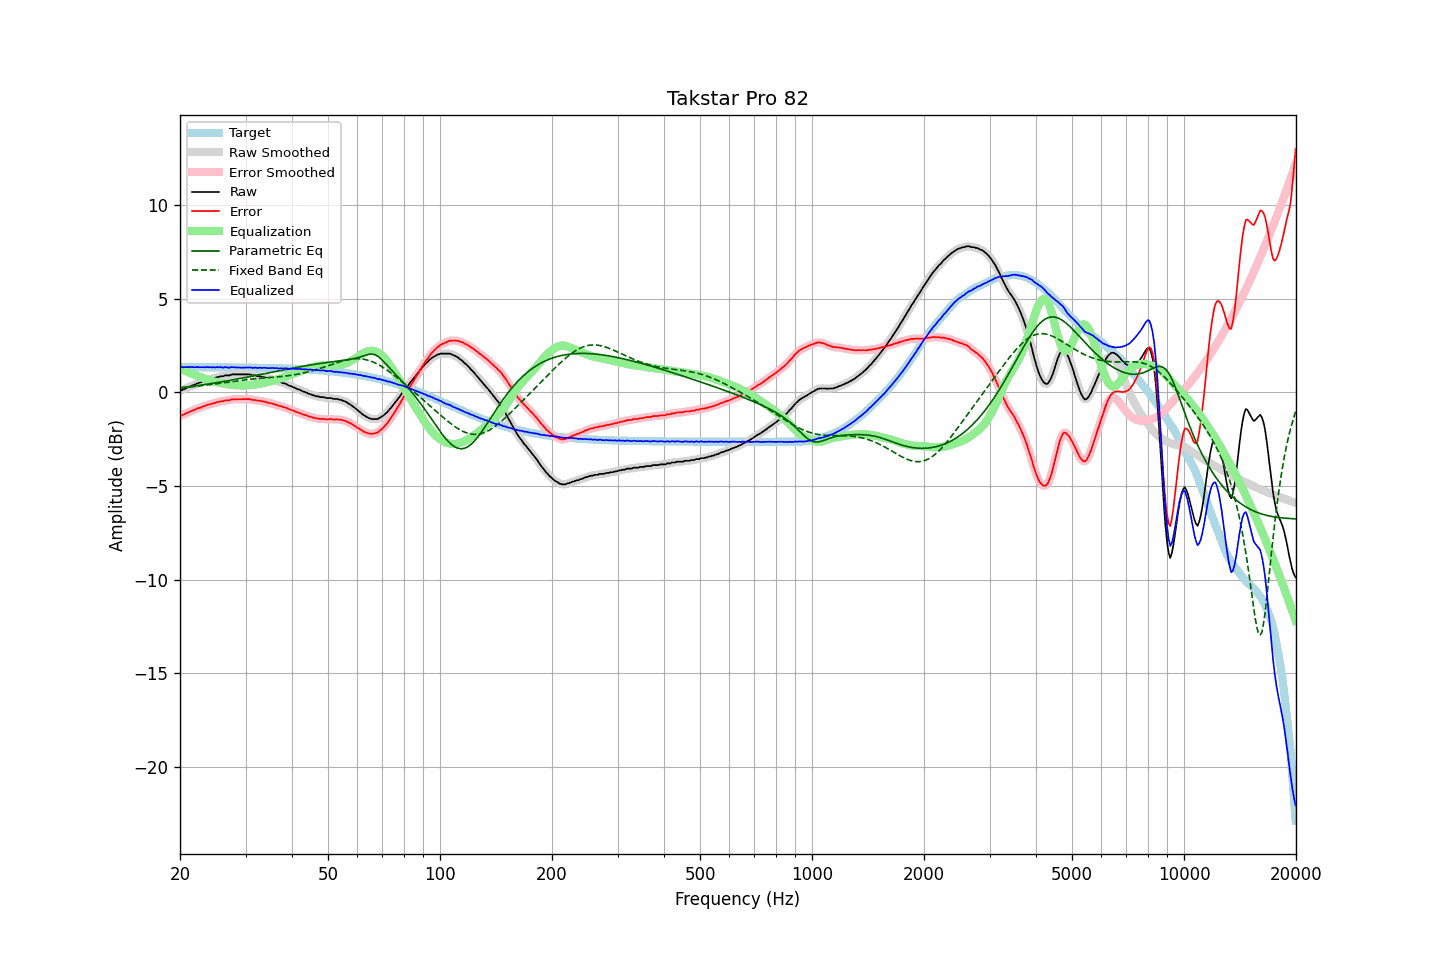 Takstar Pro 82
Target
Raw Smoothed
Error Smoothed
Raw
Error
Equalization
Parametric Eq
Fixed Band Eq
Equalized
10
5
0
−5
−10
−15
−20
Amplitude (dBr)
20
50
100
200
500
1000
2000
5000
10000
20000
Frequency (Hz)